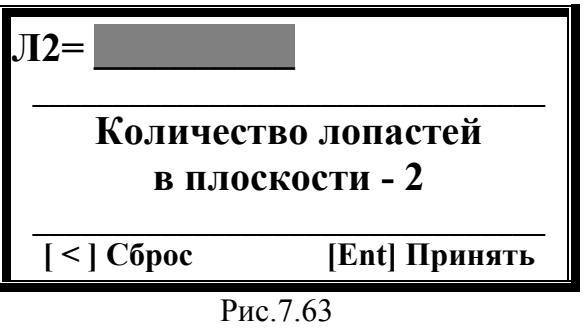 Л2=
Количество лопастей
в плоскости - 2
[ < ] Сброс [Ent] Принять
Рис.7.63